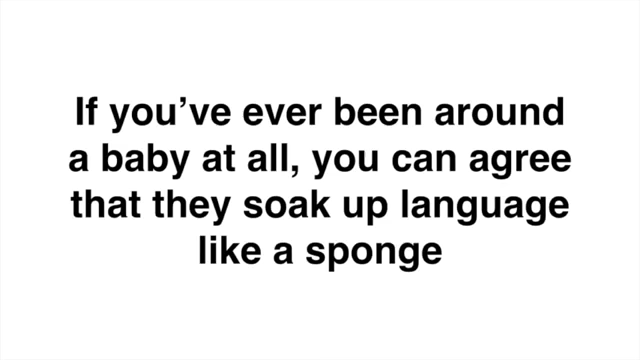 If you’ve ever been around
a baby at all, you can agree
that they soak up language
like a sponge